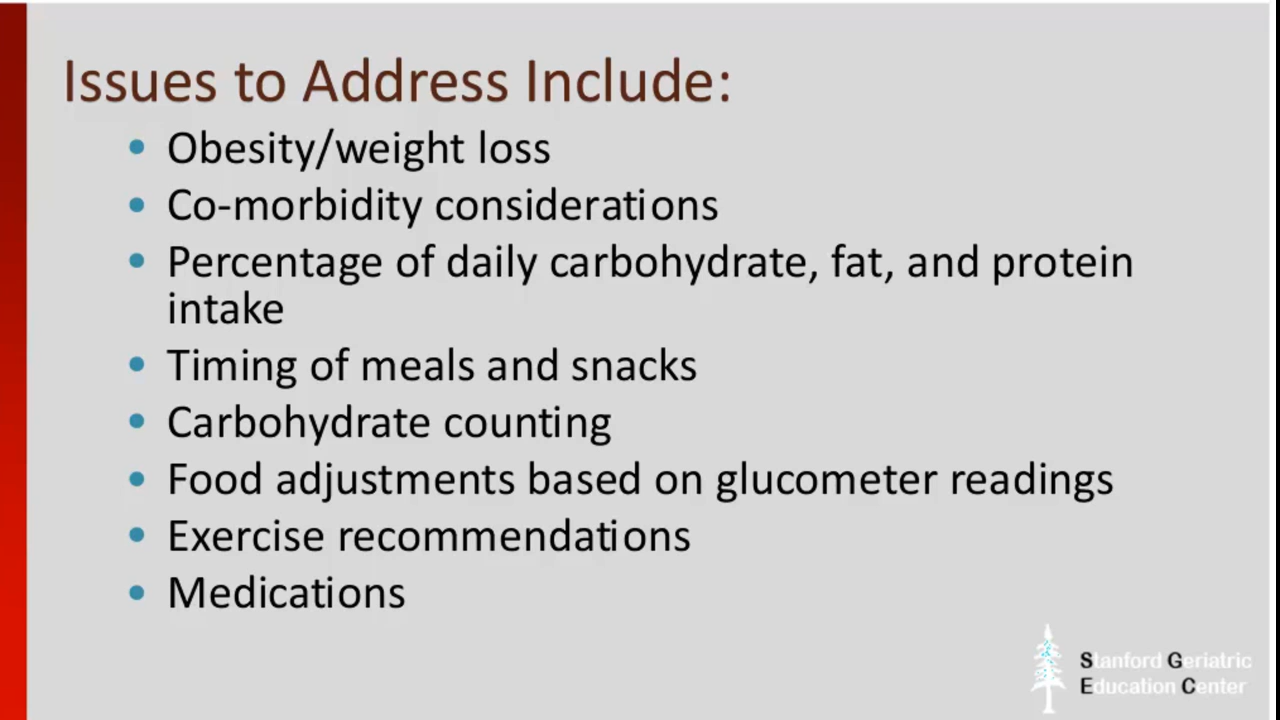 Issues to Address Include:
• Obesity/weight loss
• Co-morbidity considerations
• Percentage of daily carbohydrate, fat, and protein
intake
• Timing of meals and snacks
• Carbohydrate counting
• Food adjustments based on glucometer readings
• Exercise recommendations
• Medications
Stanford Geriatric
Education Center